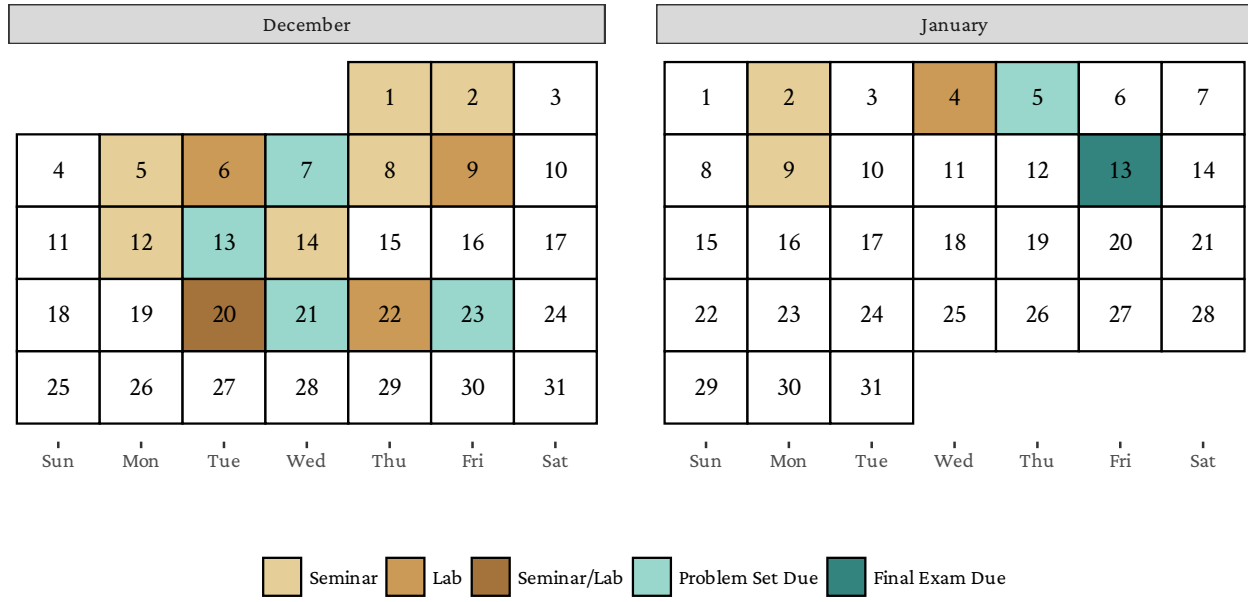 December
1 2 3
4 5 6 7 8 9 10
11 12 13 14 15 16 17
18 19 20 21 22 23 24
25 26 27 28 29 30 31
Sun Mon Tue Wed Thu Fri Sat
January
1 2 3 4 5 6 7
8 9 10 11 12 13 14
15 16 17 18 19 20 21
22 23 24 25 26 27 28
29 30 31
Sun Mon Tue Wed Thu Fri Sat
Seminar Lab Seminar/Lab Problem Set Due Final Exam Due